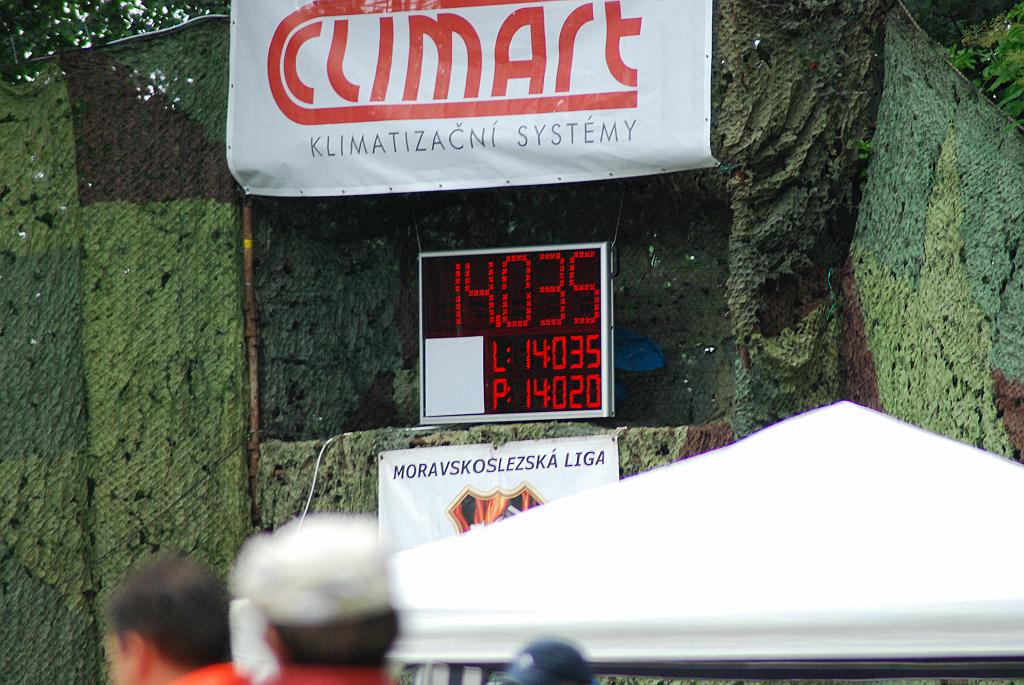 CLIMART
KLIMATIZAČNÍ SYSTÉMY
14.035
L: 14:035
P: 14:020
MORAVSKOSLEZSKÁ LIGA